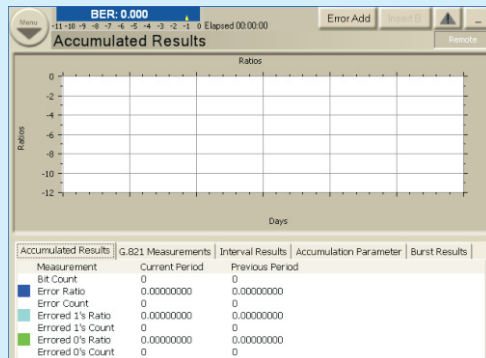 Menu
BER: 0.000
-11 -10 -9 -8 -7 -6 -5 -4 -3 -2 -1 0 Elapsed 00:00:00
Error Add
Insert B
Accumulated Results
Remote
Ratios
0
-2
-4
-6
-8
-10
-12
Ratios
Days
Accumulated Results G.821 Measurements Interval Results Accumulation Parameter Burst Results
Measurement Current Period Previous Period
Bit Count 0 0
Error Ratio 0.00000000 0.00000000
Error Count 0 0
Errored 1's Ratio 0.00000000 0.00000000
Errored 1's Count 0 0
Errored 0's Ratio 0.00000000 0.00000000
Errored 0's Count 0 0